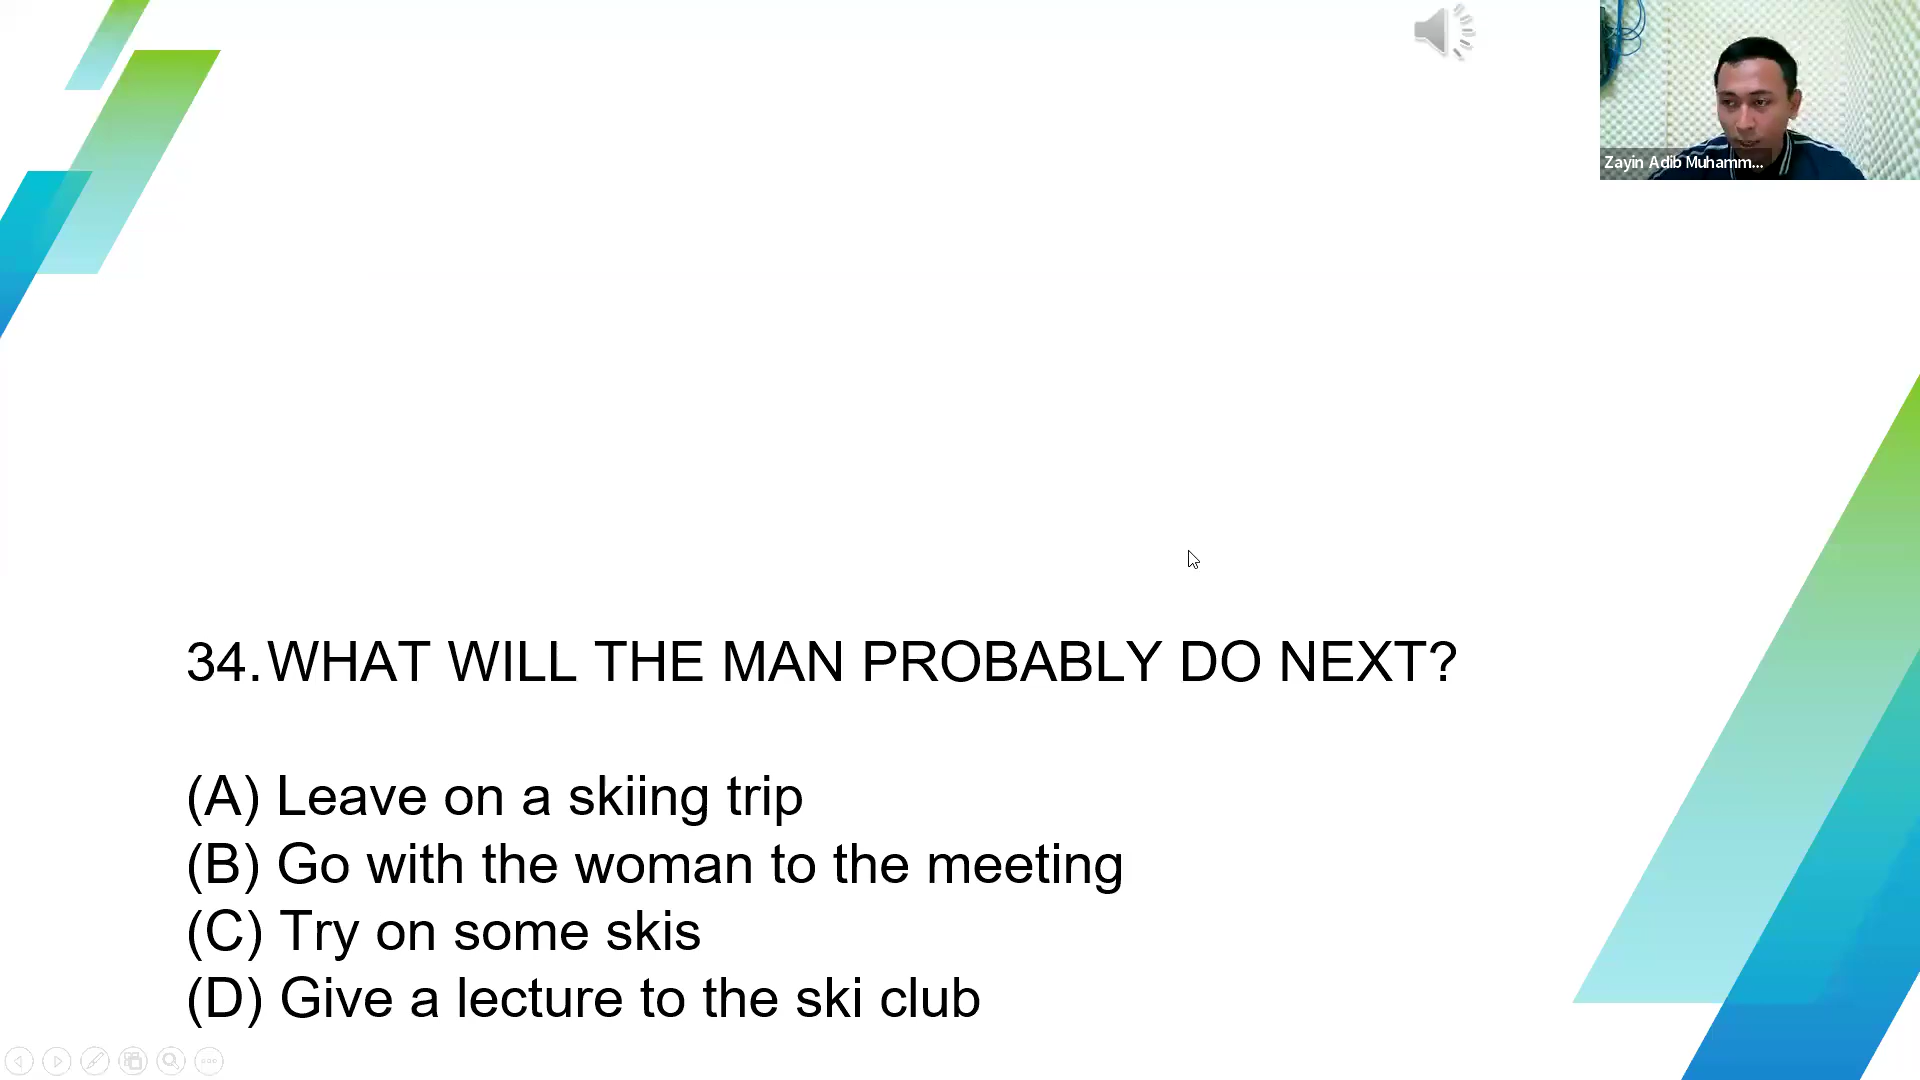 Zayin Adib Muhamm...
34. WHAT WILL THE MAN PROBABLY DO NEXT?
(A) Leave on a skiing trip
(B) Go with the woman to the meeting
(C) Try on some skis
(D) Give a lecture to the ski club